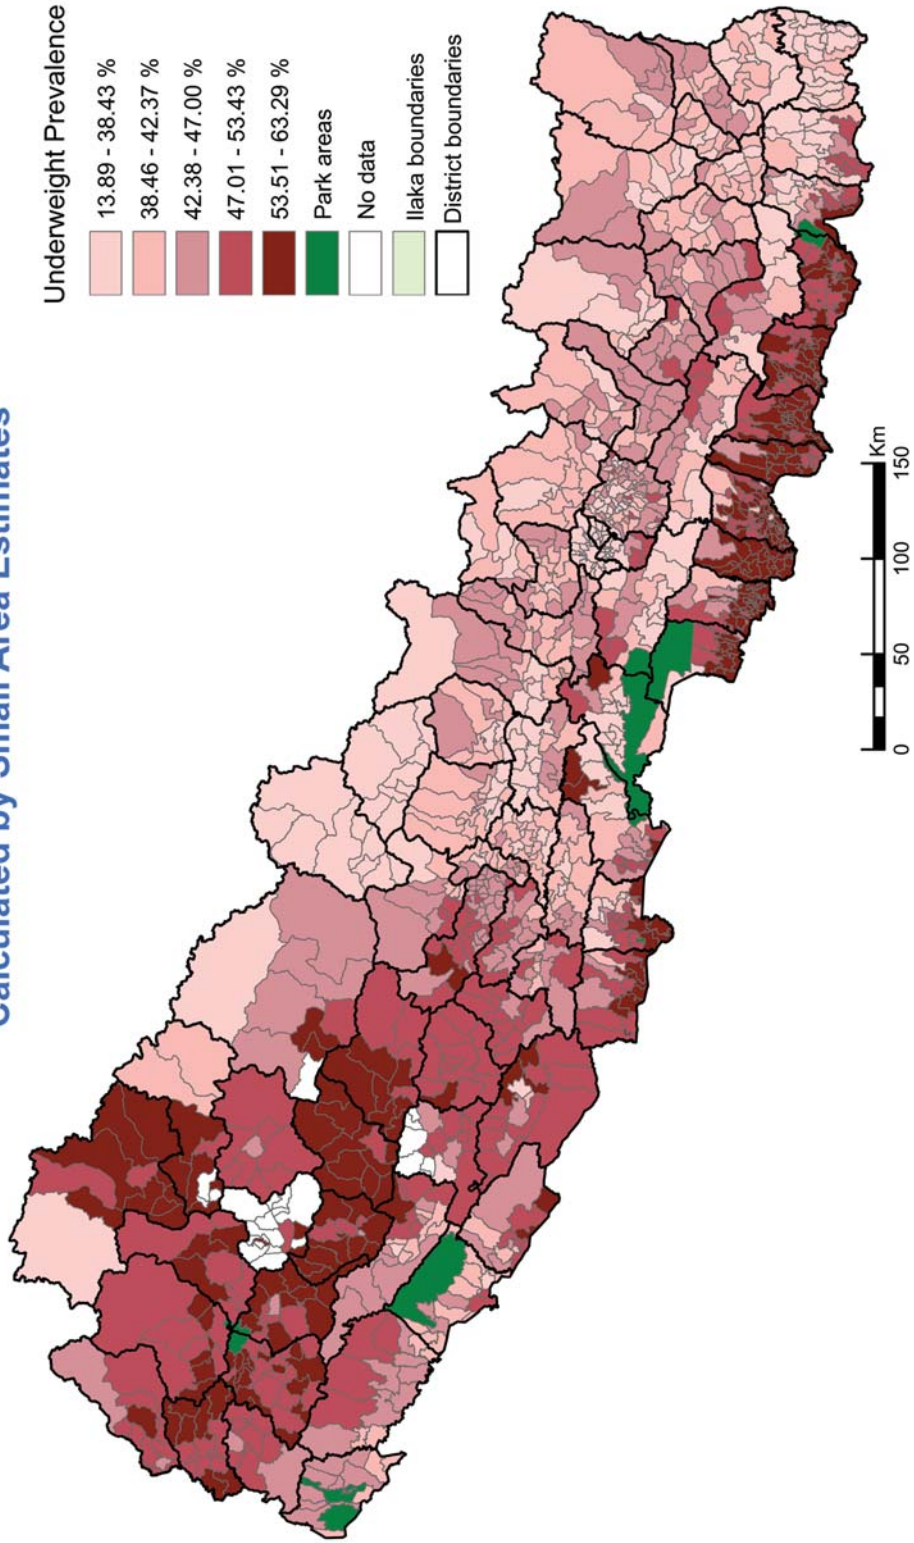 Calculated by Small Area Estimates
Underweight Prevalence
13.89 - 38.43 %
38.46 - 42.37 %
42.38 - 47.00 %
47.01 - 53.43 %
53.51 - 63.29 %
Park areas
No data
Ilaka boundaries
District boundaries
0 50 100 150
Km